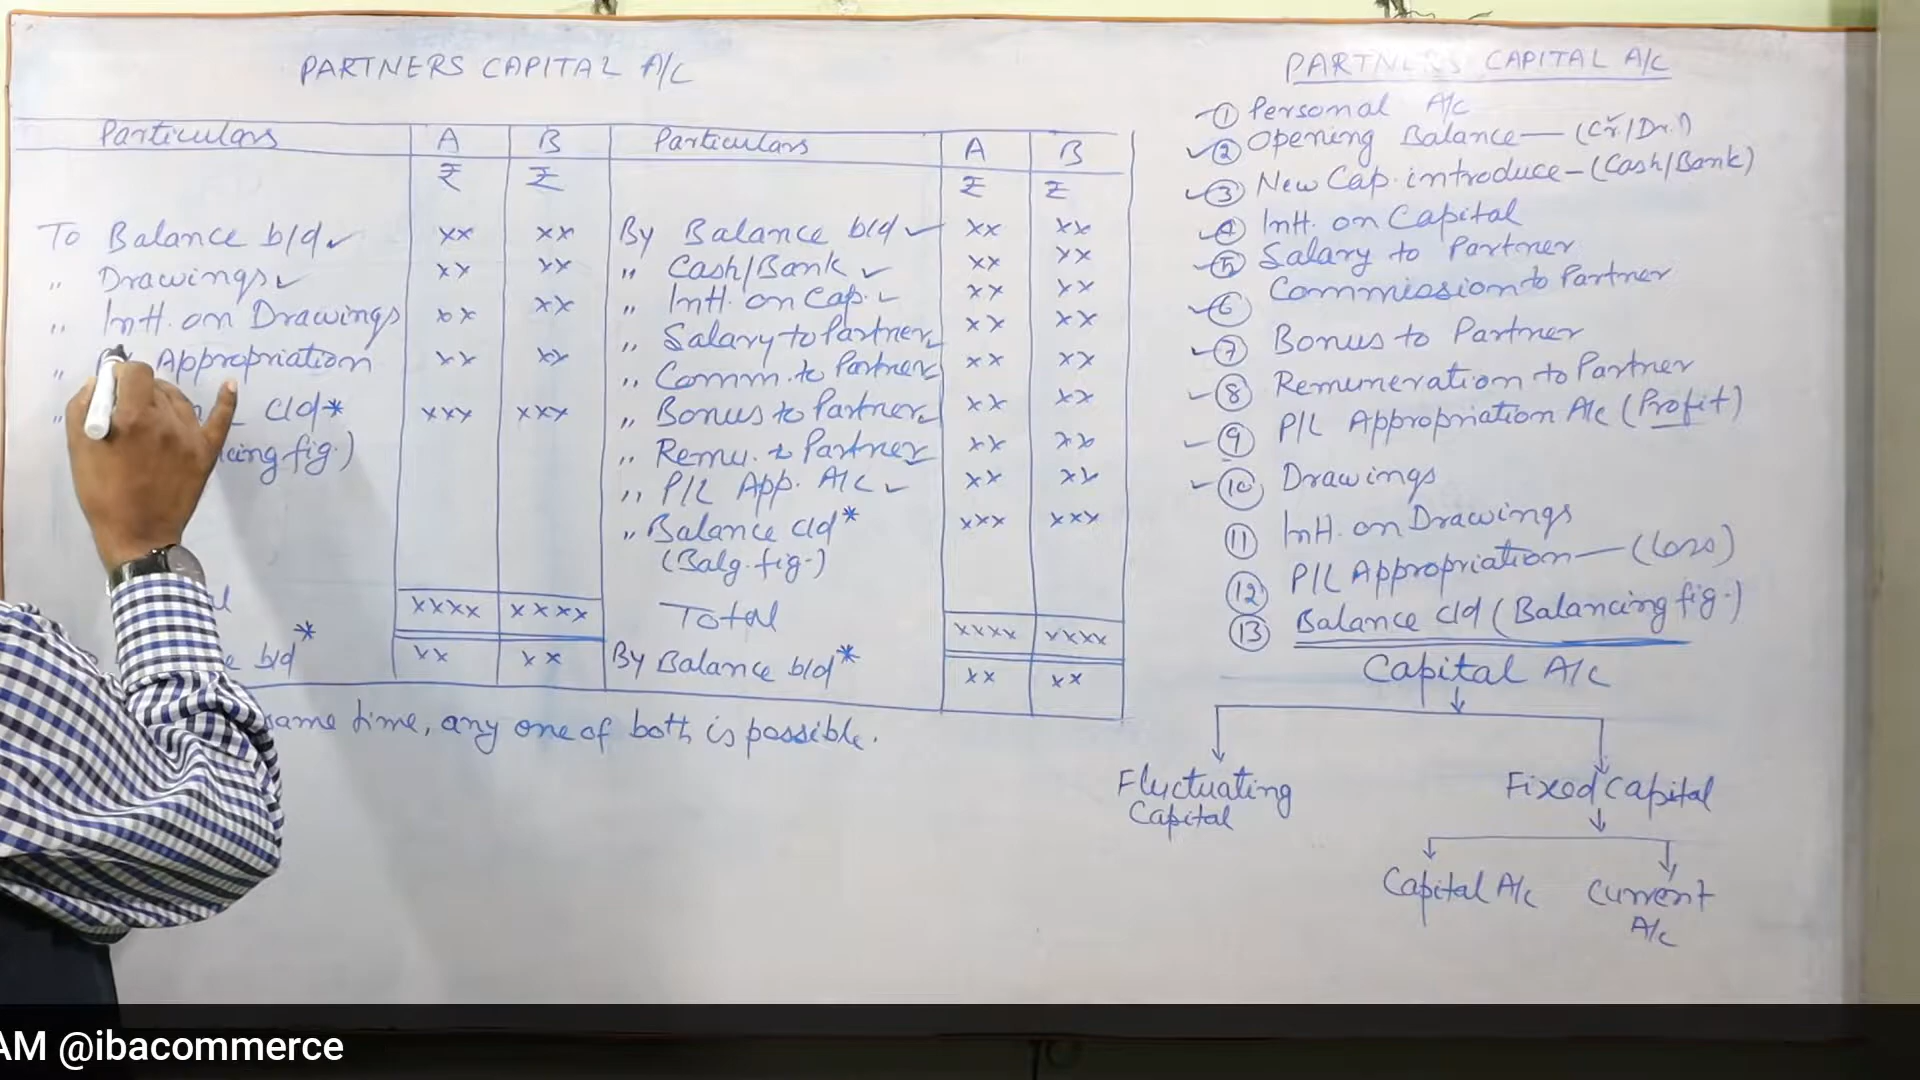 PARTNERS CAPITAL A/C
Particulars A B Particulars A B
₹ ₹ ₹ ₹
To Balance b/d ✓ xx xx By Balance b/d ✓ xx xx
„ Drawings ✓ xx xx „ Cash/Bank ✓ xx xx
„ Intt. on Drawings xx xx „ Intt. on Cap. ✓ xx xx
„ Appropriation xx xx „ Salary to Partner xx xx
„ Comm. to Partner xx xx
„ c/d* xxx xxx „ Bonus to Partner xx xx
cing fig.) „ Remu. to Partner xx xx
„ P/L App. A/c ✓ xx xx
„ Balance c/d* xxx xxx
(Balg. fig.)
xxxx xxxx Total xxxx xxxx
b/d* xx xx By Balance b/d* xx xx
same time, any one of both is possible.
PARTNERS CAPITAL A/C
① Personal A/c
✓② Opening Balance — (Cr./Dr.)
✓③ New Cap. introduce – (Cash/Bank)
✓④ Intt. on Capital
✓⑤ Salary to Partner
✓⑥ Commission to Partner
✓⑦ Bonus to Partner
✓⑧ Remuneration to Partner
✓⑨ P/L Appropriation A/c (Profit)
✓⑩ Drawings
⑪ Intt. on Drawings
⑫ P/L Appropriation — (Loss)
⑬ Balance c/d (Balancing fig.)
Capital A/c
Fluctuating Capital
Fixed Capital
Capital A/c
Current A/c
AM @ibacommerce